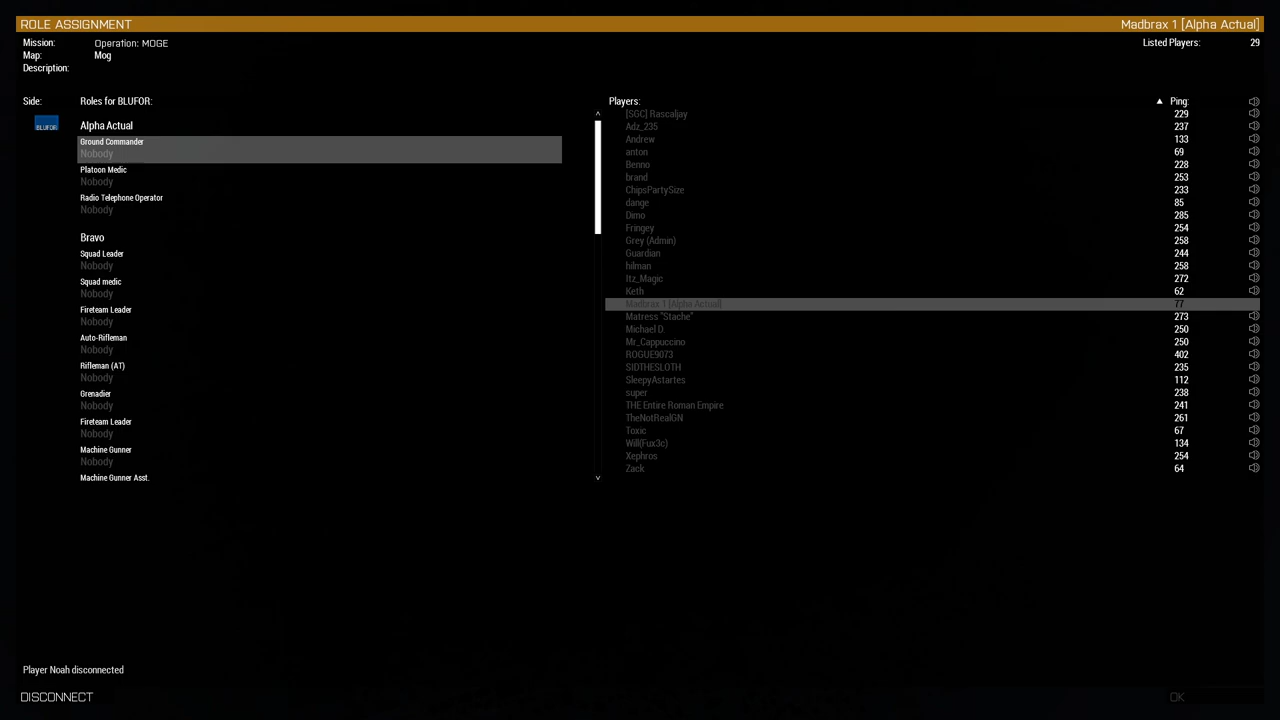 ROLE ASSIGNMENT
Madbrax 1 [Alpha Actual]
Mission: Operation: MOGE
Listed Players: 29
Map: Mog
Description:
Side:
BLUFOR
Roles for BLUFOR:
Alpha Actual
Ground Commander
Nobody
Platoon Medic
Nobody
Radio Telephone Operator
Nobody
Bravo
Squad Leader
Nobody
Squad medic
Nobody
Fireteam Leader
Nobody
Auto-Rifleman
Nobody
Rifleman (AT)
Nobody
Grenadier
Nobody
Fireteam Leader
Nobody
Machine Gunner
Nobody
Machine Gunner Asst.
Players: Ping:
[SGC] Rascaljay 229
Adz_235 237
Andrew 133
anton 69
Benno 228
brand 253
ChipsPartySize 233
dange 85
Dimo 285
Fringey 254
Grey (Admin) 258
Guardian 244
hilman 258
Itz_Magic 272
Keth 62
Madbrax 1 [Alpha Actual] 77
Matress "Stache" 273
Michael D. 250
Mr_Cappuccino 250
ROGUE9073 402
SIDTHESLOTH 235
SleepyAstartes 112
super 238
THE Entire Roman Empire 241
TheNotRealGN 261
Toxic 67
Will(Fux3c) 134
Xephros 254
Zack 64
Player Noah disconnected
DISCONNECT
OK